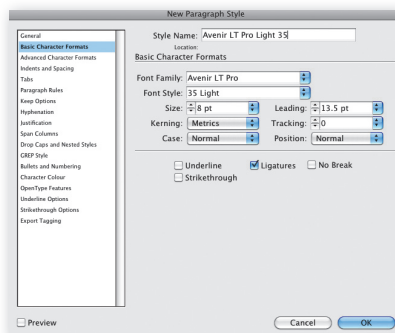 New Paragraph Style
General
Basic Character Formats
Advanced Character Formats
Indents and Spacing
Tabs
Paragraph Rules
Keep Options
Hyphenation
Justification
Span Columns
Drop Caps and Nested Styles
GREP Style
Bullets and Numbering
Character Colour
OpenType Features
Underline Options
Strikethrough Options
Export Tagging
Style Name: Avenir LT Pro Light 35
Location:
Basic Character Formats
Font Family: Avenir LT Pro
Font Style: 35 Light
Size: 8 pt Leading: 13.5 pt
Kerning: Metrics Tracking: 0
Case: Normal Position: Normal
Underline Ligatures No Break
Strikethrough
Preview Cancel OK